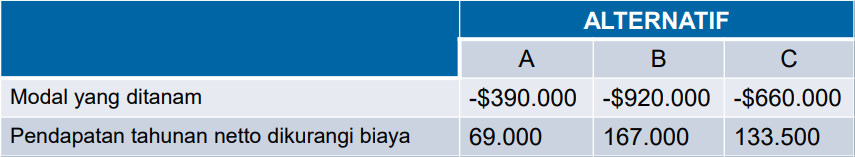 ALTERNATIF
A B C
Modal yang ditanam -$390.000 -$920.000 -$660.000
Pendapatan tahunan netto dikurangi biaya 69.000 167.000 133.500